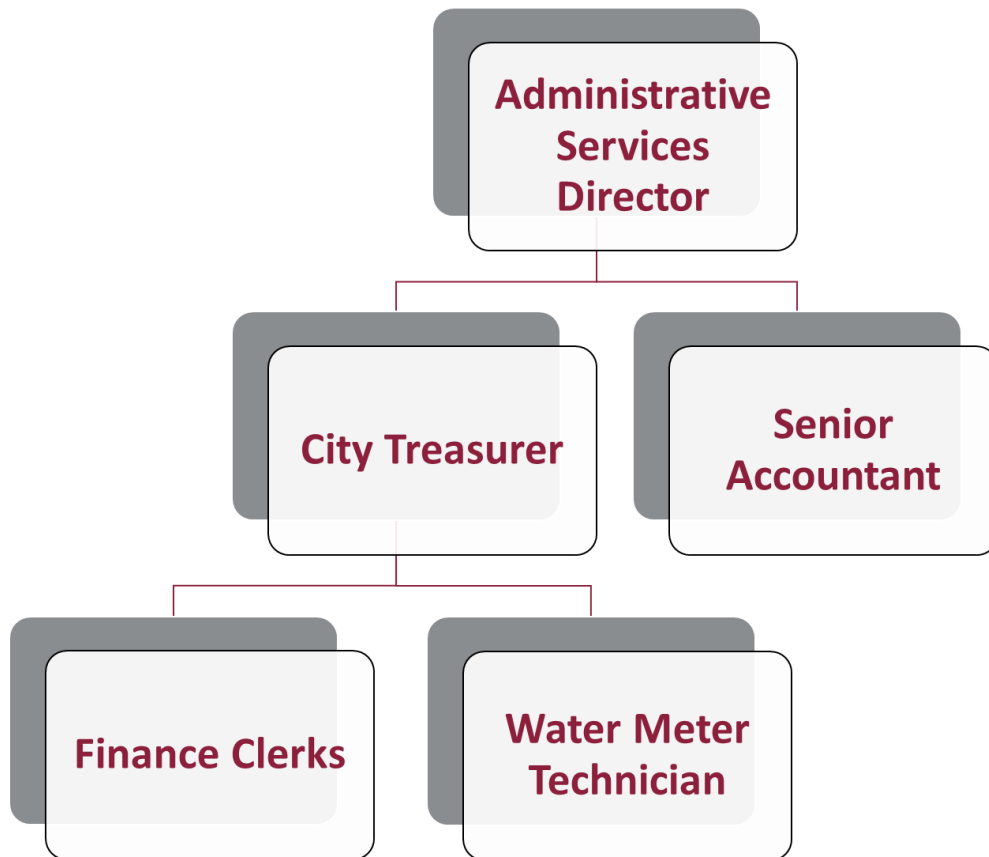 Administrative
Services
Director
City Treasurer
Senior
Accountant
Finance Clerks
Water Meter
Technician